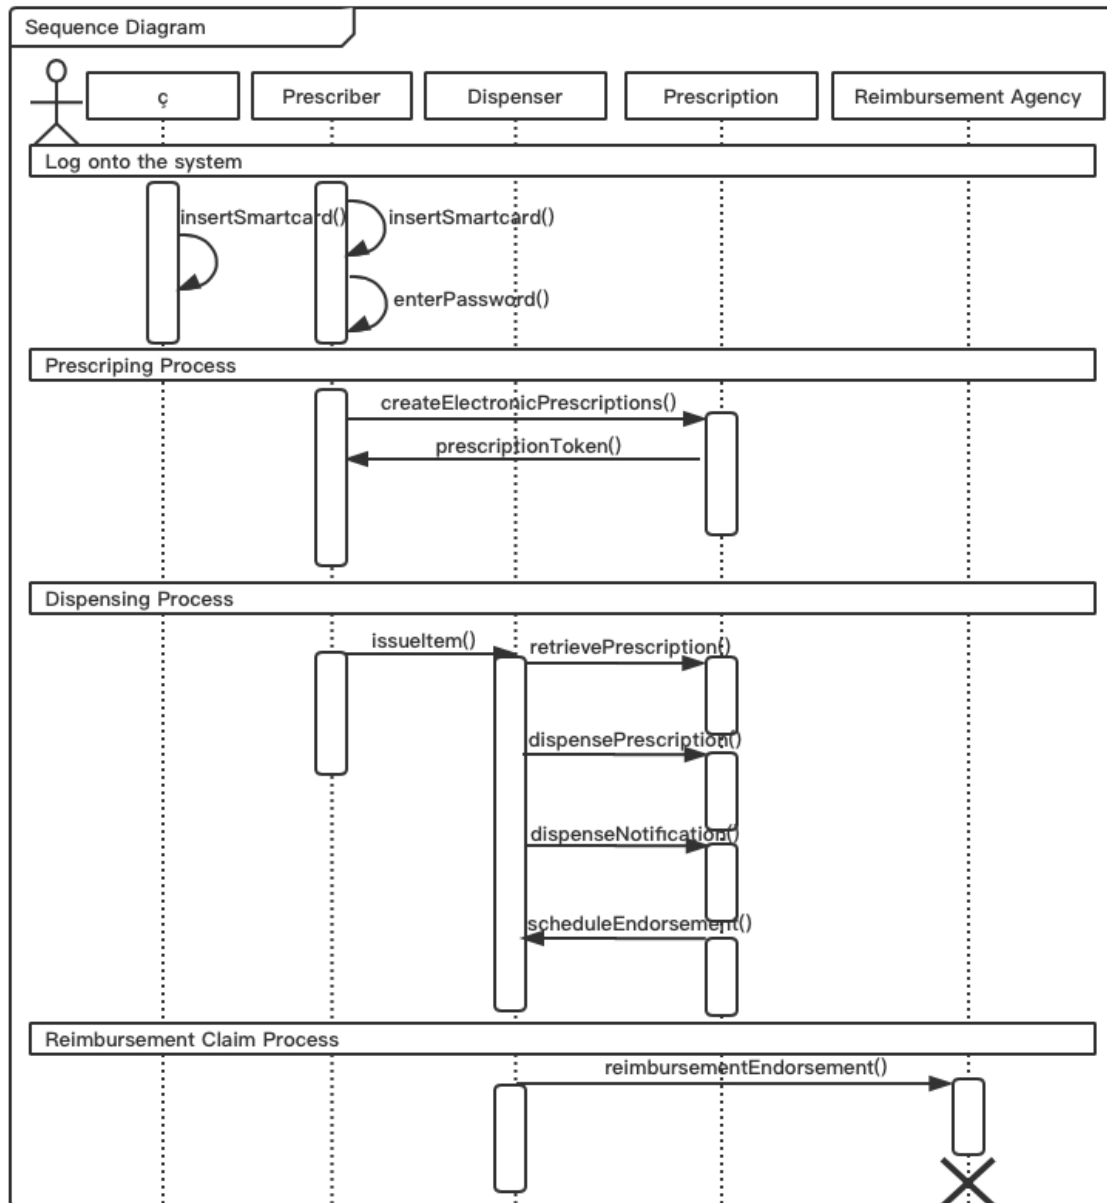 Sequence Diagram
ç
Prescriber
Dispenser
Prescription
Reimbursement Agency
Log onto the system
insertSmartcard()
insertSmartcard()
enterPassword()
Prescriping Process
createElectronicPrescriptions()
prescriptionToken()
Dispensing Process
issueItem()
retrievePrescription()
dispensePrescription()
dispenseNotification()
scheduleEndorsement()
Reimbursement Claim Process
reimbursementEndorsement()